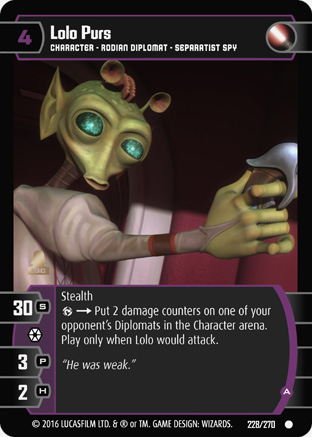 4 Lolo Purs
CHARACTER • RODIAN DIPLOMAT • SEPARATIST SPY
30 S
3 P
2 H
Stealth
→ Put 2 damage counters on one of your
opponent's Diplomats in the Character arena.
Play only when Lolo would attack.
"He was weak."
A
© 2016 LUCASFILM LTD. & ® or TM. GAME DESIGN: WIZARDS. 228/270